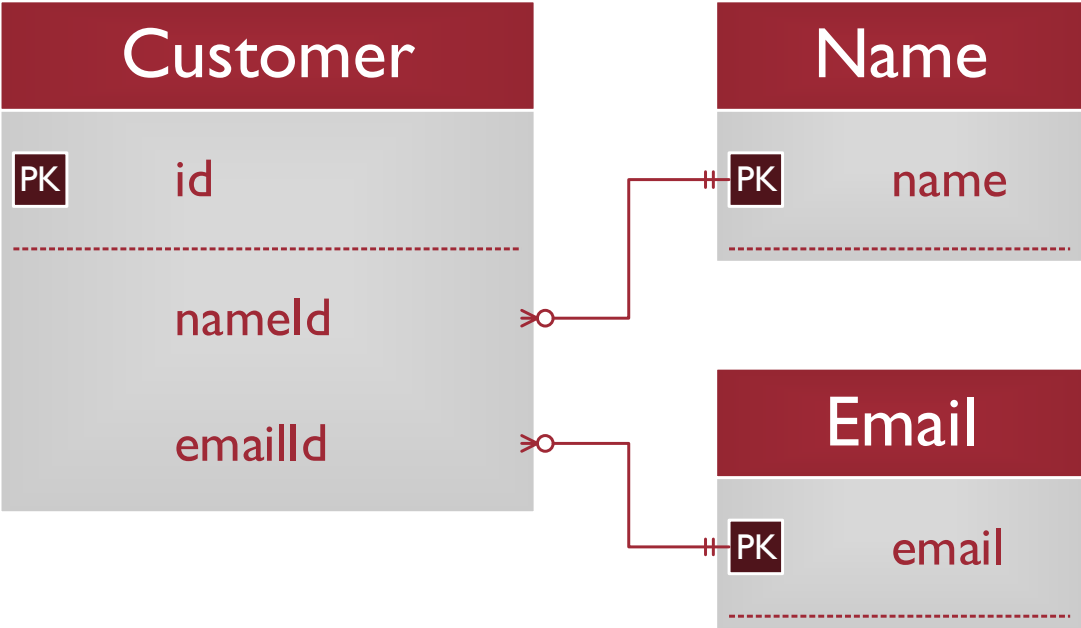 Customer
PK id
nameId
emailId
Name
PK name
Email
PK email